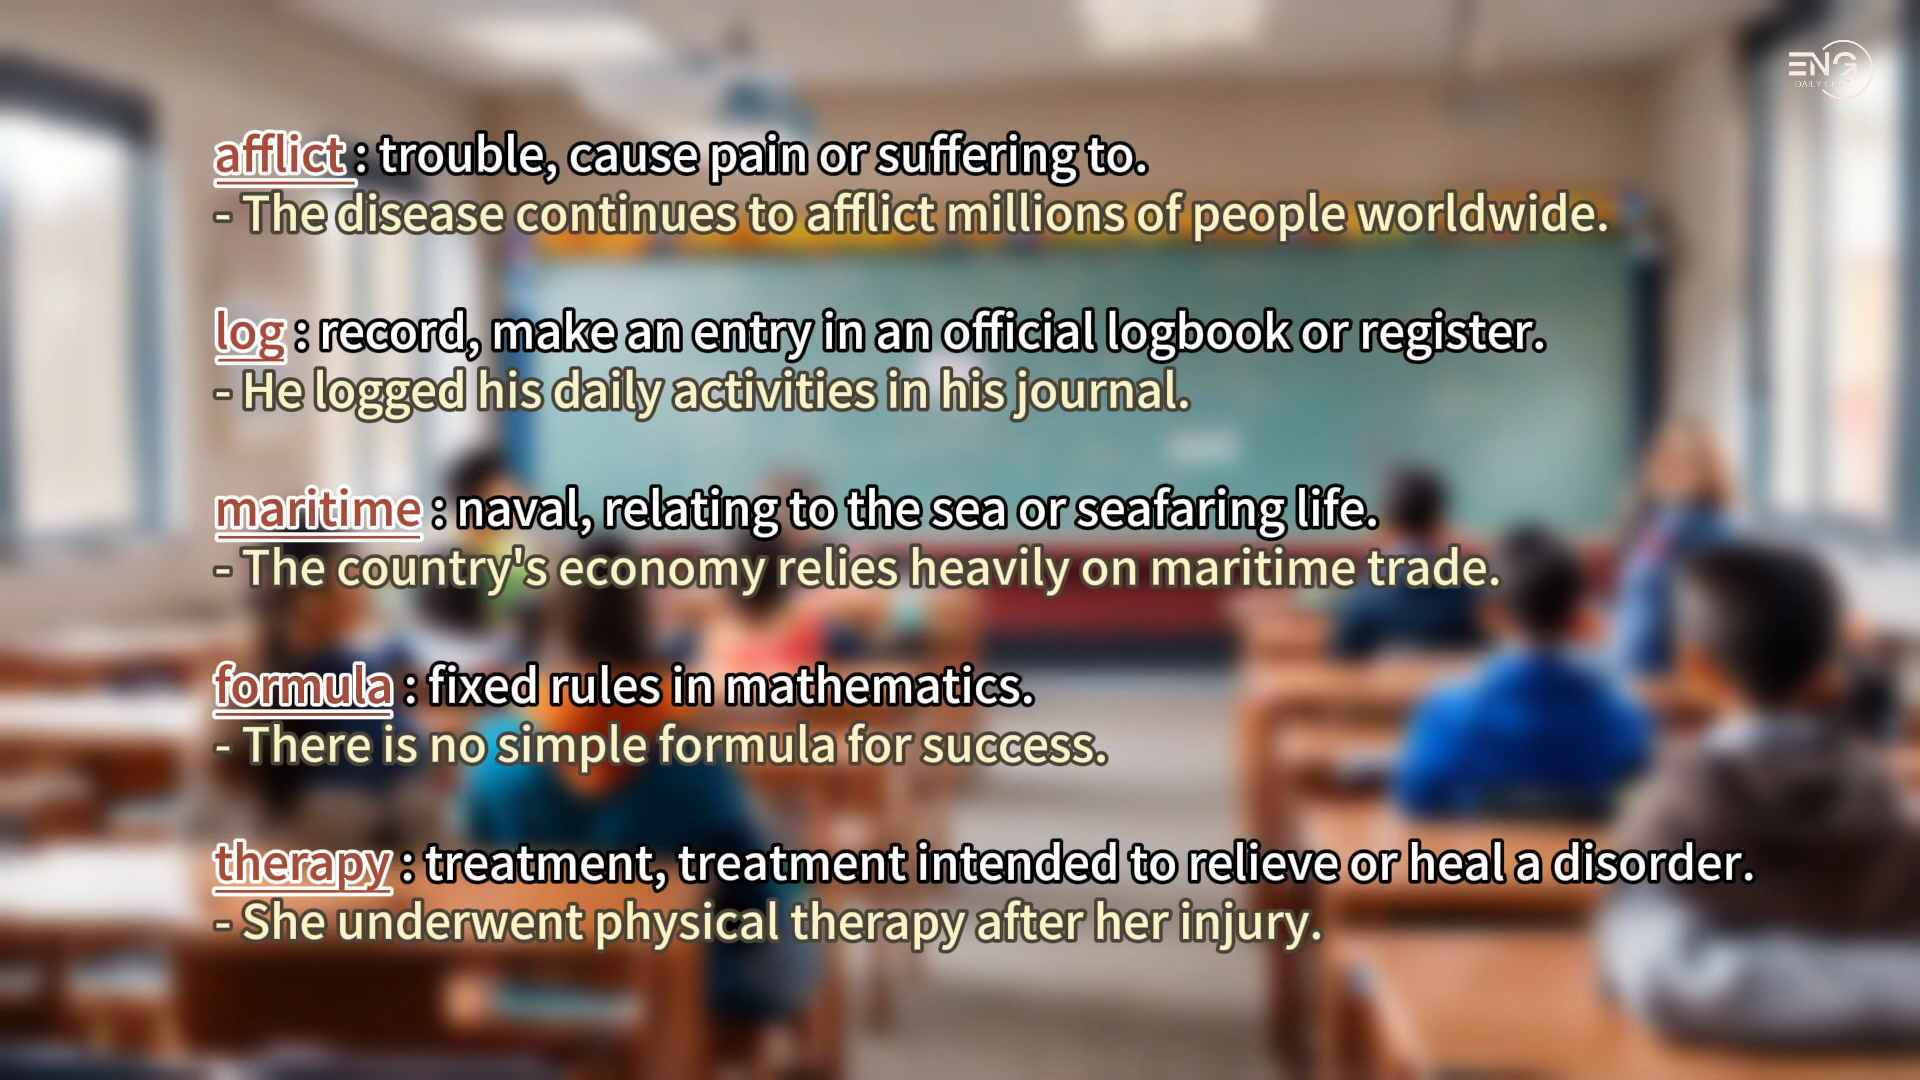 ENG
DAILY
afflict : trouble, cause pain or suffering to.
- The disease continues to afflict millions of people worldwide.
log : record, make an entry in an official logbook or register.
- He logged his daily activities in his journal.
maritime : naval, relating to the sea or seafaring life.
- The country's economy relies heavily on maritime trade.
formula : fixed rules in mathematics.
- There is no simple formula for success.
therapy : treatment, treatment intended to relieve or heal a disorder.
- She underwent physical therapy after her injury.